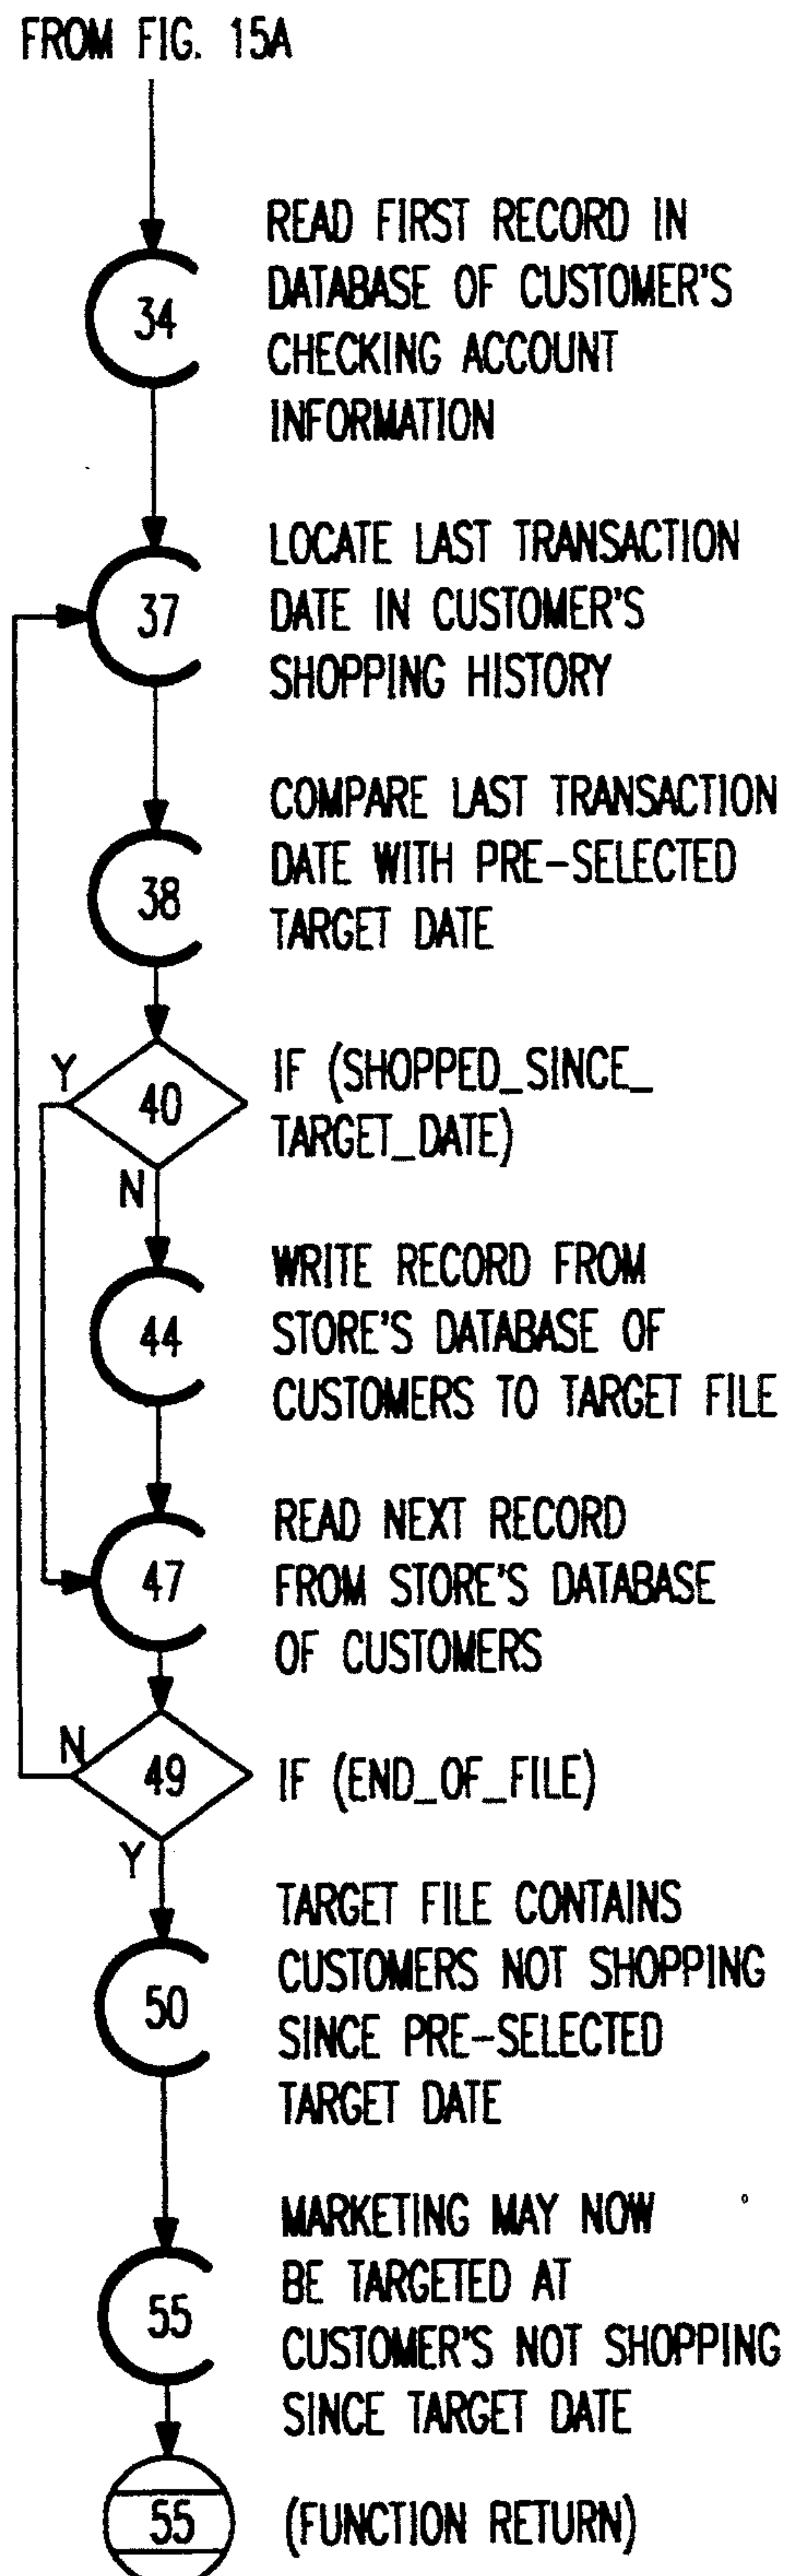 FROM FIG. 15A
34
READ FIRST RECORD IN
DATABASE OF CUSTOMER'S
CHECKING ACCOUNT
INFORMATION
37
LOCATE LAST TRANSACTION
DATE IN CUSTOMER'S
SHOPPING HISTORY
38
COMPARE LAST TRANSACTION
DATE WITH PRE-SELECTED
TARGET DATE
Y
40
N
IF (SHOPPED_SINCE_
TARGET_DATE)
44
WRITE RECORD FROM
STORE'S DATABASE OF
CUSTOMERS TO TARGET FILE
47
READ NEXT RECORD
FROM STORE'S DATABASE
OF CUSTOMERS
N
49
Y
IF (END_OF_FILE)
50
TARGET FILE CONTAINS
CUSTOMERS NOT SHOPPING
SINCE PRE-SELECTED
TARGET DATE
55
MARKETING MAY NOW
BE TARGETED AT
CUSTOMER'S NOT SHOPPING
SINCE TARGET DATE
55
(FUNCTION RETURN)